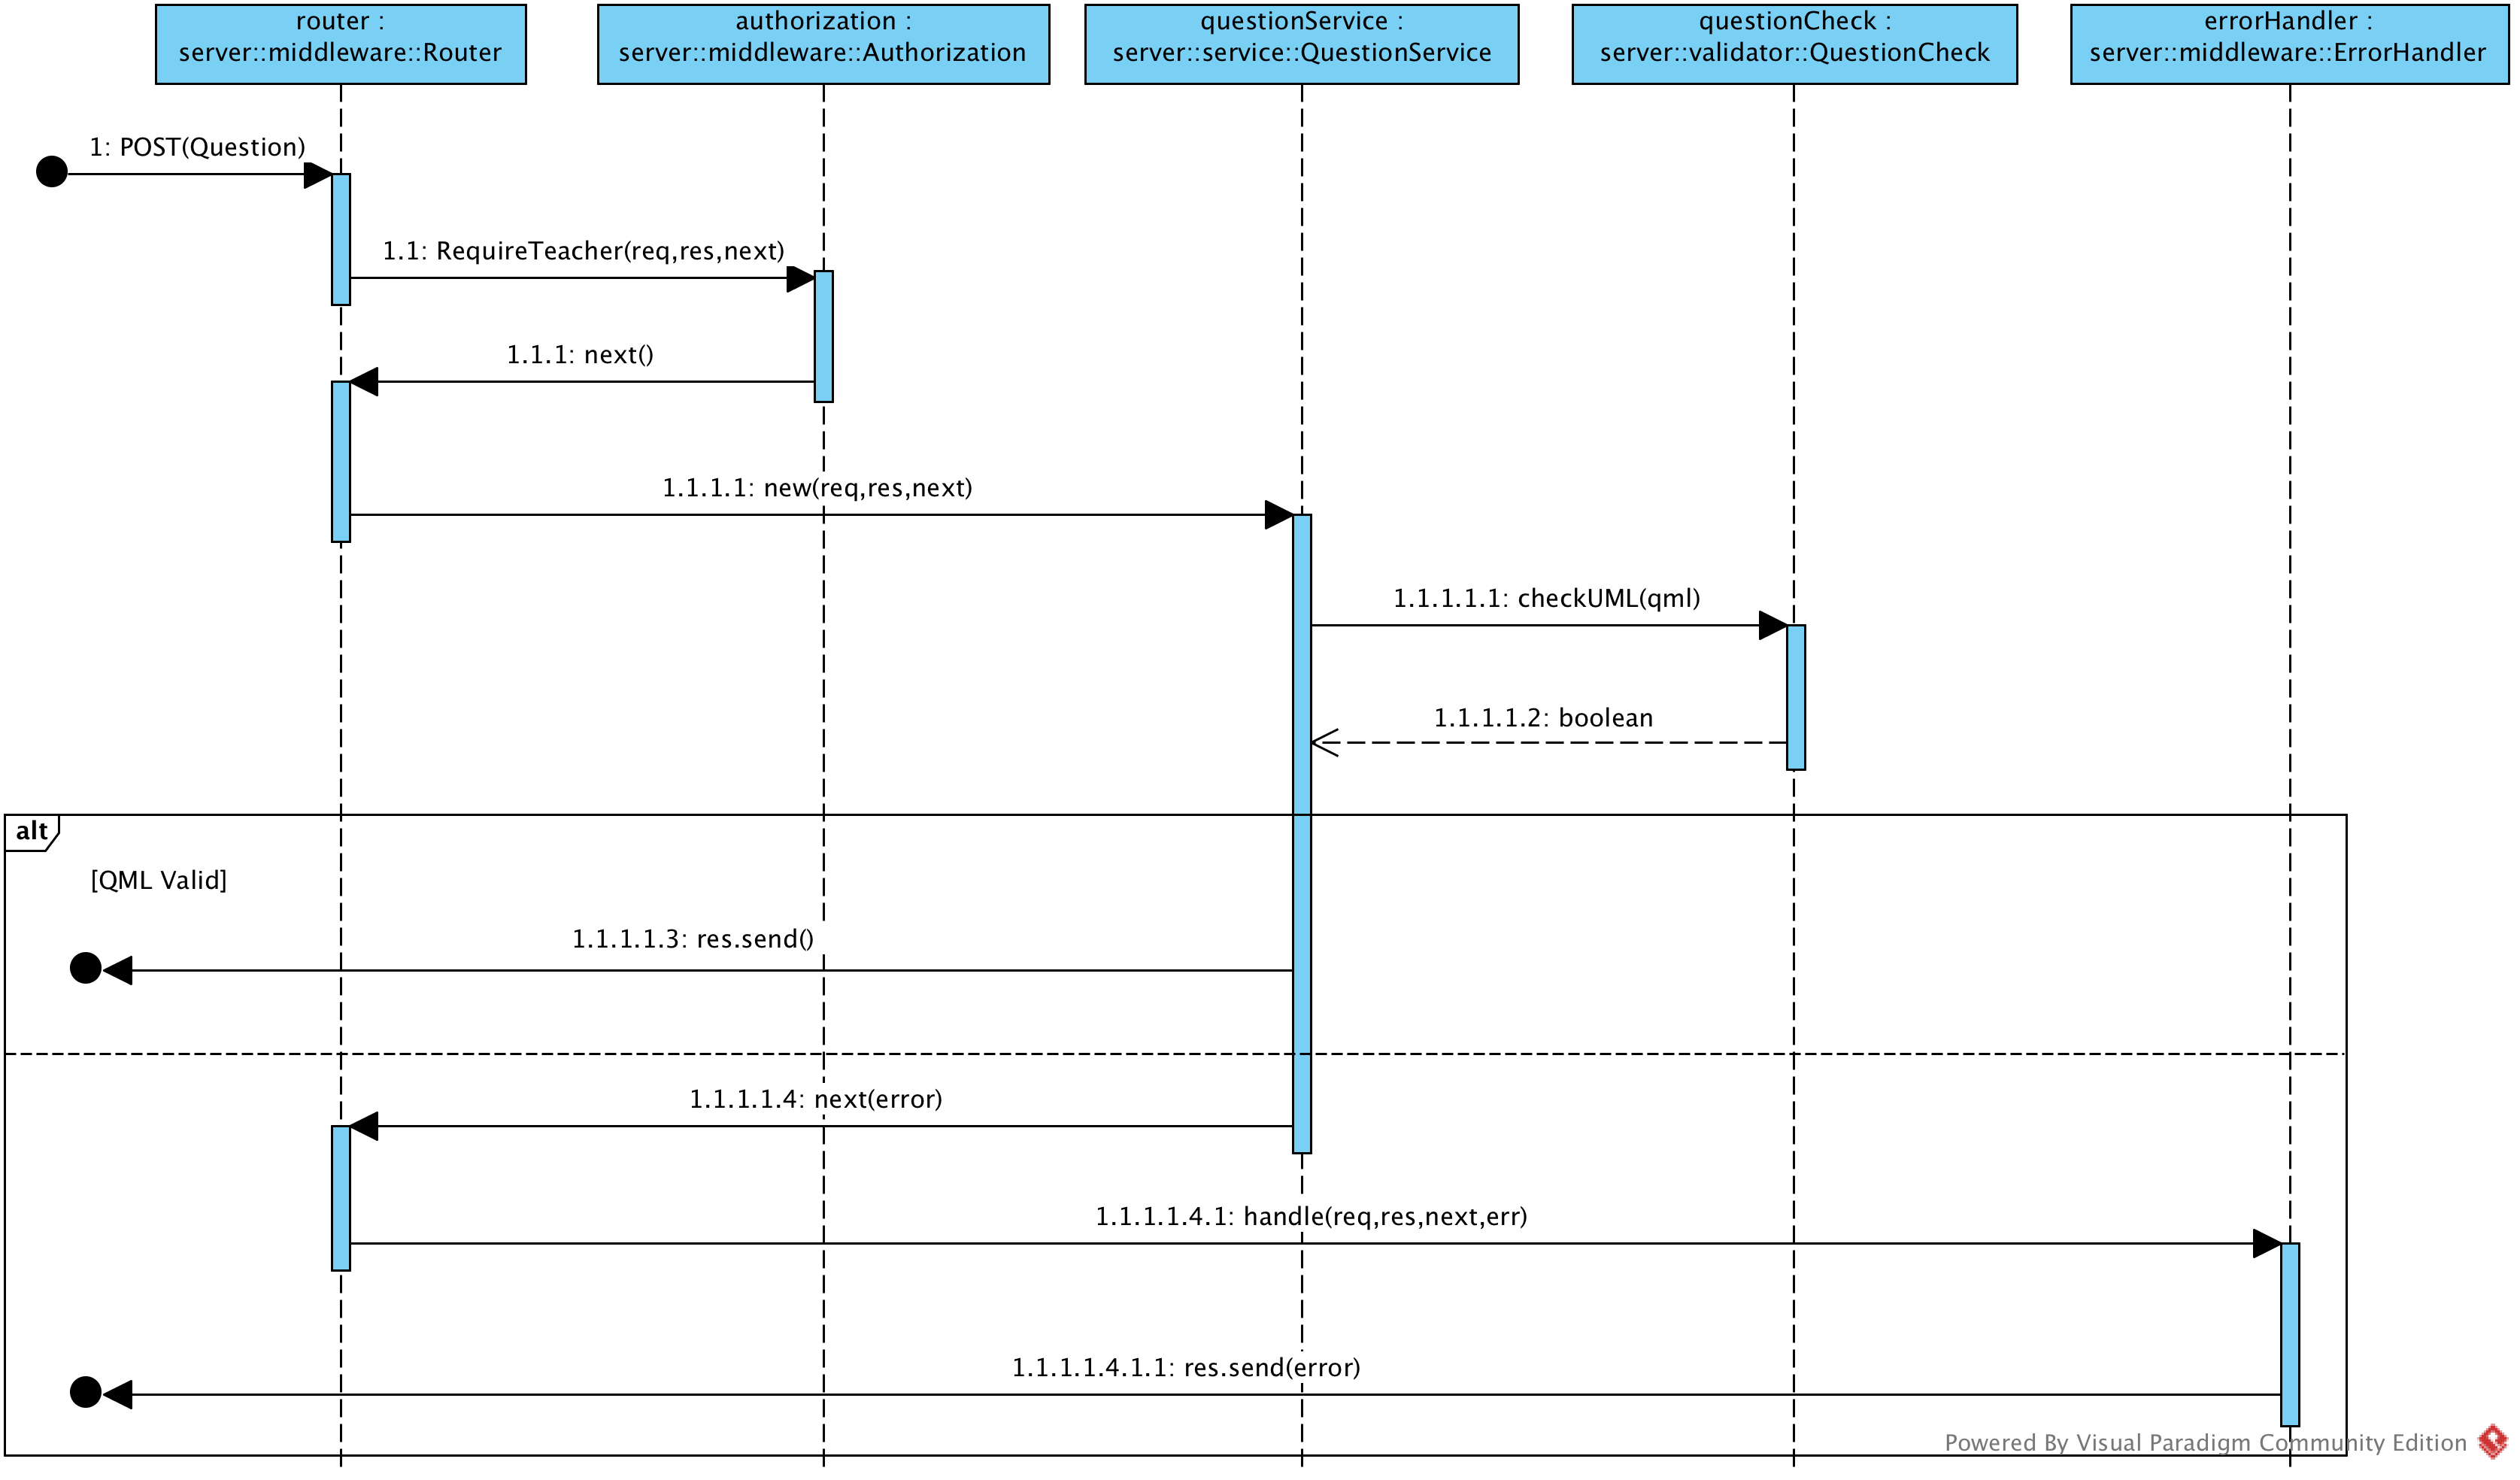 router :
server::middleware::Router
authorization :
server::middleware::Authorization
questionService :
server::service::QuestionService
questionCheck :
server::validator::QuestionCheck
errorHandler :
server::middleware::ErrorHandler
1: POST(Question)
1.1: RequireTeacher(req,res,next)
1.1.1: next()
1.1.1.1: new(req,res,next)
1.1.1.1.1: checkUML(qml)
1.1.1.1.2: boolean
alt
[QML Valid]
1.1.1.1.3: res.send()
1.1.1.1.4: next(error)
1.1.1.1.4.1: handle(req,res,next,err)
1.1.1.1.4.1.1: res.send(error)
Powered By Visual Paradigm Community Edition